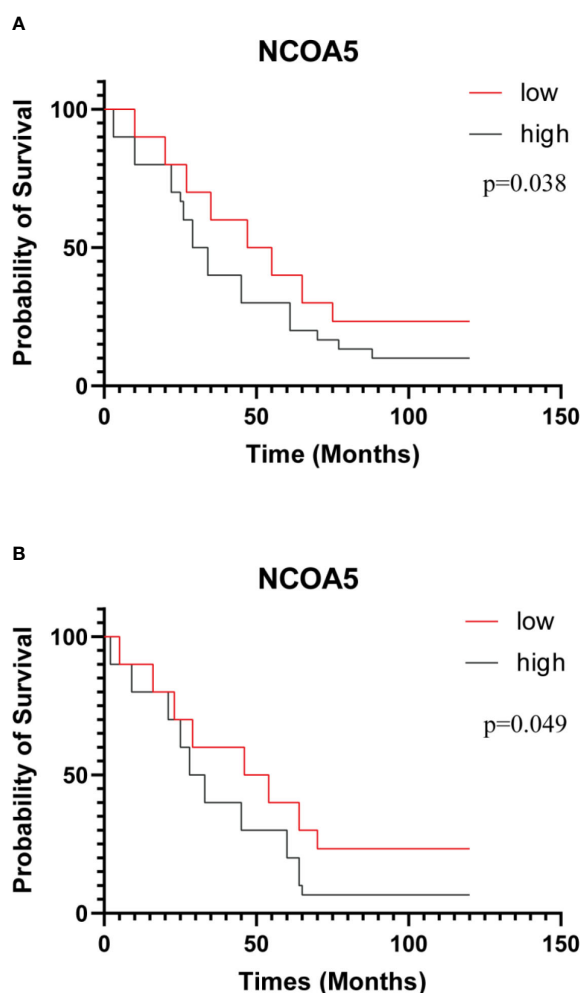 A
NCOA5
low
high
p=0.038
100
50
0
Probability of Survival
0 50 100 150
Time (Months)
B
NCOA5
low
high
p=0.049
100
50
0
Probability of Survival
0 50 100 150
Times (Months)